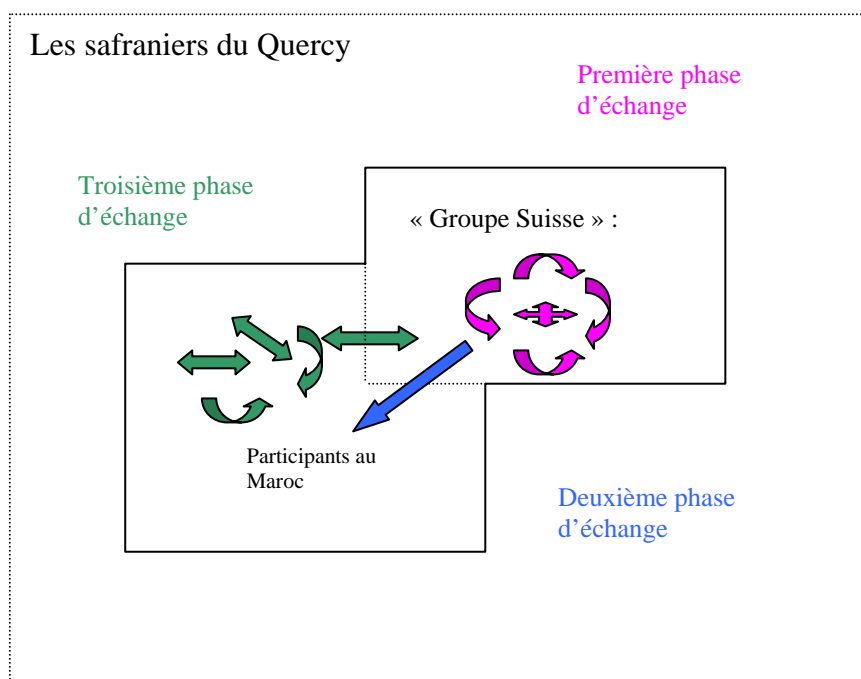 Les safraniers du Quercy
Première phase
d’échange
Troisième phase
d’échange
« Groupe Suisse » :
Participants au
Maroc
Deuxième phase
d’échange